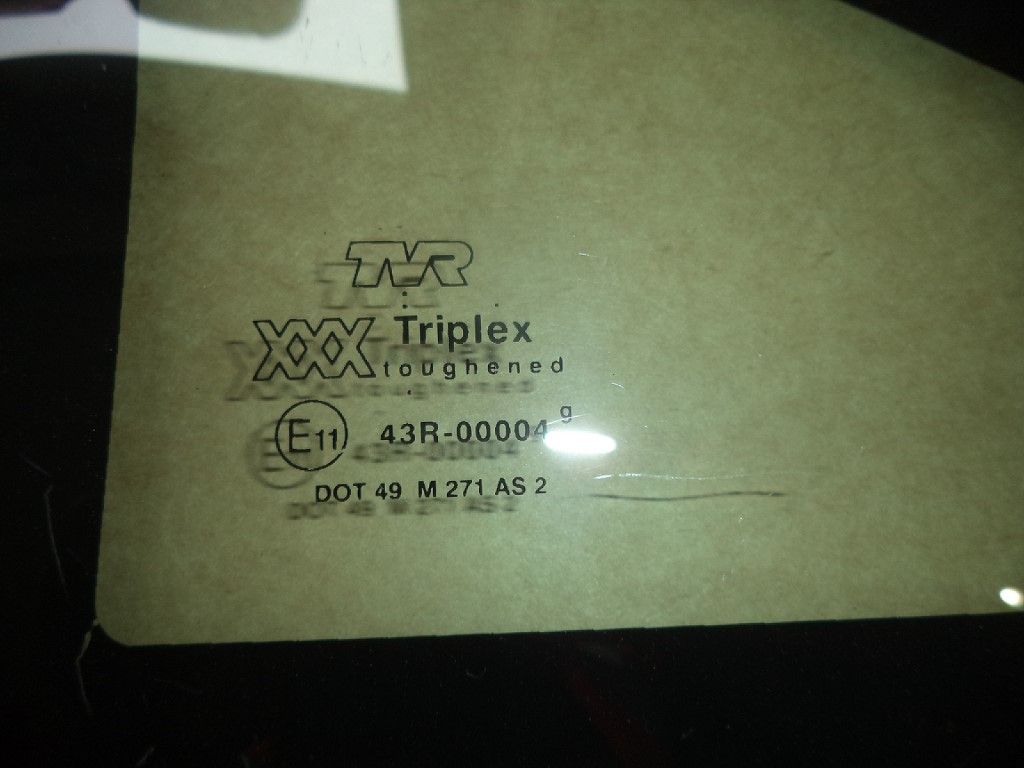 TVR
XXX Triplex
toughened
E11 43R-00004 g
DOT 49 M 271 AS 2